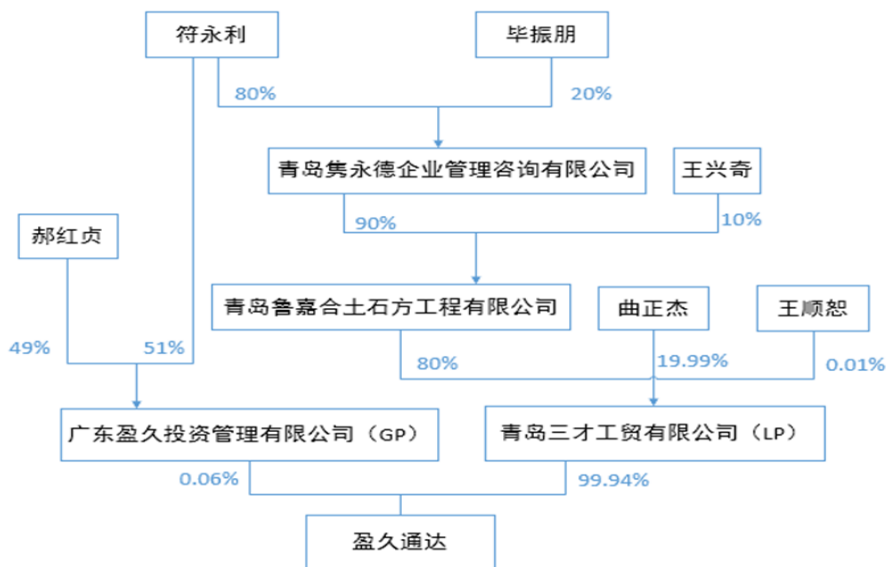 符永利
毕振朋
80%
20%
青岛隽永德企业管理咨询有限公司
王兴奇
90%
10%
郝红贞
青岛鲁嘉合土石方工程有限公司
曲正杰
王顺恕
49%
51%
80%
19.99%
0.01%
广东盈久投资管理有限公司（GP）
青岛三才工贸有限公司（LP）
0.06%
99.94%
盈久通达